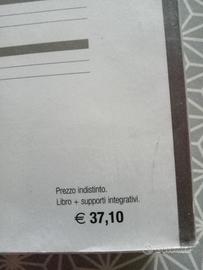 Prezzo indistinto.
Libro + supporti integrativi.
€ 37,10